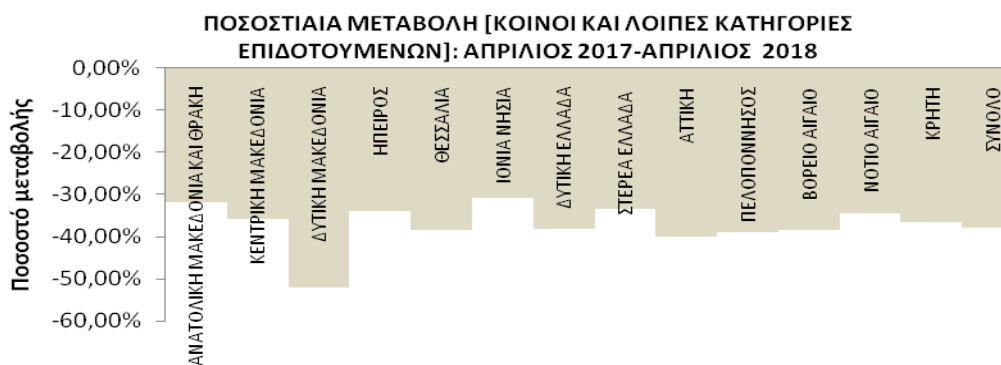 ΠΟΣΟΣΤΙΑΙΑ ΜΕΤΑΒΟΛΗ [ΚΟΙΝΟΙ ΚΑΙ ΛΟΙΠΕΣ ΚΑΤΗΓΟΡΙΕΣ
ΕΠΙΔΟΤΟΥΜΕΝΩΝ]: ΑΠΡΙΛΙΟΣ 2017-ΑΠΡΙΛΙΟΣ 2018
Ποσοστό μεταβολής
0,00%
-10,00%
-20,00%
-30,00%
-40,00%
-50,00%
-60,00%
ΑΝΑΤΟΛΙΚΗ ΜΑΚΕΔΟΝΙΑ ΚΑΙ ΘΡΑΚΗ
ΚΕΝΤΡΙΚΗ ΜΑΚΕΔΟΝΙΑ
ΔΥΤΙΚΗ ΜΑΚΕΔΟΝΙΑ
ΗΠΕΙΡΟΣ
ΘΕΣΣΑΛΙΑ
ΙΟΝΙΑ ΝΗΣΙΑ
ΔΥΤΙΚΗ ΕΛΛΑΔΑ
ΣΤΕΡΕΑ ΕΛΛΑΔΑ
ΑΤΤΙΚΗ
ΠΕΛΟΠΟΝΝΗΣΟΣ
ΒΟΡΕΙΟ ΑΙΓΑΙΟ
ΝΟΤΙΟ ΑΙΓΑΙΟ
ΚΡΗΤΗ
ΣΥΝΟΛΟ